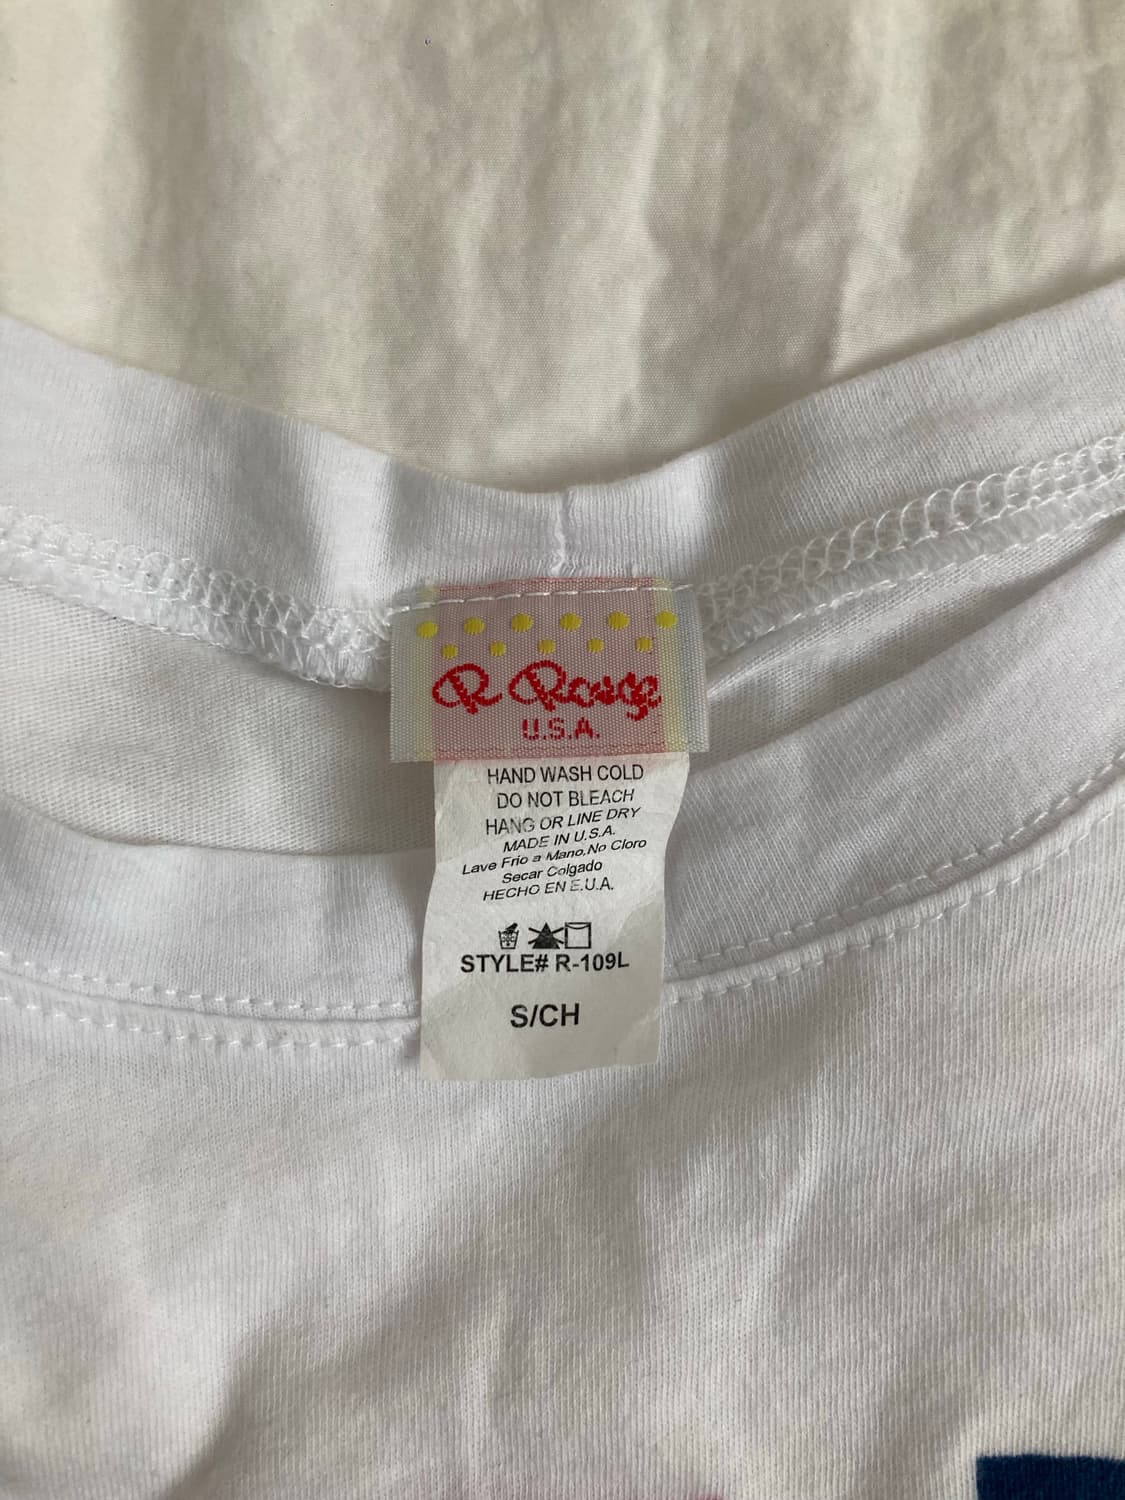 R Rouge
U.S.A.
HAND WASH COLD
DO NOT BLEACH
HANG OR LINE DRY
MADE IN U.S.A.
Lave Frio a Mano.No Cloro
Secar Colgado
HECHO EN E.U.A.
STYLE# R-109L
S/CH